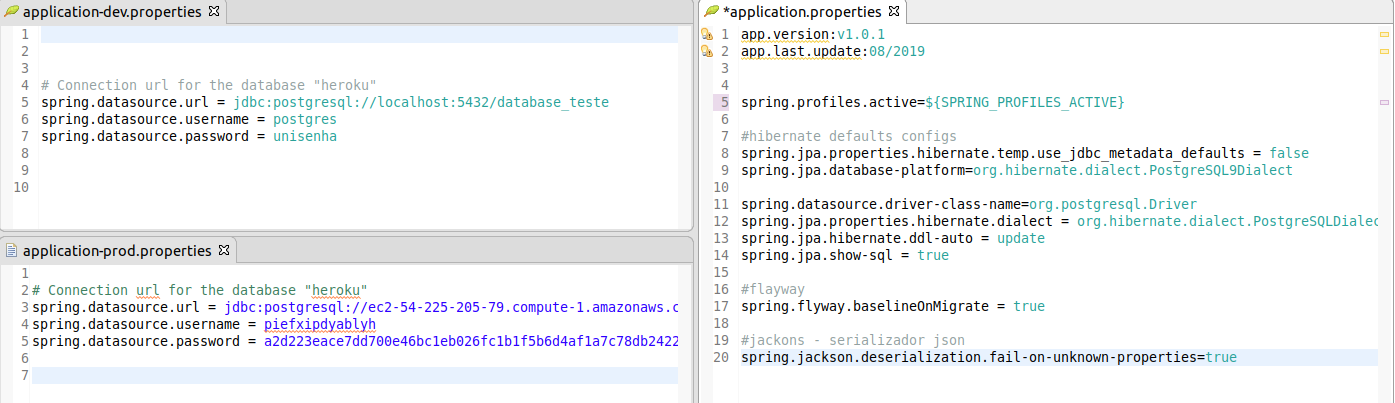 application-dev.properties
1
2
3
4 # Connection url for the database "heroku"
5 spring.datasource.url = jdbc:postgresql://localhost:5432/database_teste
6 spring.datasource.username = postgres
7 spring.datasource.password = unisenha
8
9
10
application-prod.properties
1
2 # Connection url for the database "heroku"
3 spring.datasource.url = jdbc:postgresql://ec2-54-225-205-79.compute-1.amazonaws.c
4 spring.datasource.username = piefxipdyablyh
5 spring.datasource.password = a2d223eace7dd700e46bc1eb026fc1b1f5b6d4af1a7c78db2422
6
7
*application.properties
1 app.version:v1.0.1
2 app.last.update:08/2019
3
4
5 spring.profiles.active=${SPRING_PROFILES_ACTIVE}
6
7 #hibernate defaults configs
8 spring.jpa.properties.hibernate.temp.use_jdbc_metadata_defaults = false
9 spring.jpa.database-platform=org.hibernate.dialect.PostgreSQL9Dialect
10
11 spring.datasource.driver-class-name=org.postgresql.Driver
12 spring.jpa.properties.hibernate.dialect = org.hibernate.dialect.PostgreSQLDialec
13 spring.jpa.hibernate.ddl-auto = update
14 spring.jpa.show-sql = true
15
16 #flayway
17 spring.flyway.baselineOnMigrate = true
18
19 #jackons - serializador json
20 spring.jackson.deserialization.fail-on-unknown-properties=true